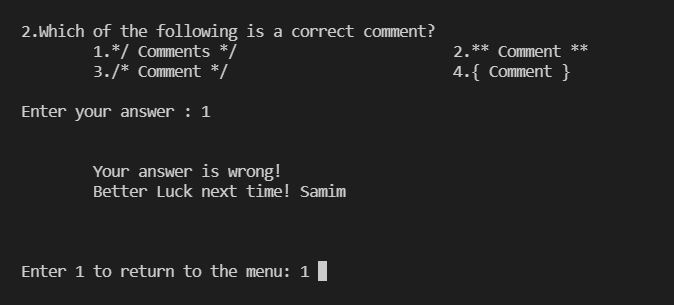 2.Which of the following is a correct comment?
1.*/ Comments */ 2.** Comment **
3./* Comment */ 4.{ Comment }
Enter your answer : 1
Your answer is wrong!
Better Luck next time! Samim
Enter 1 to return to the menu: 1